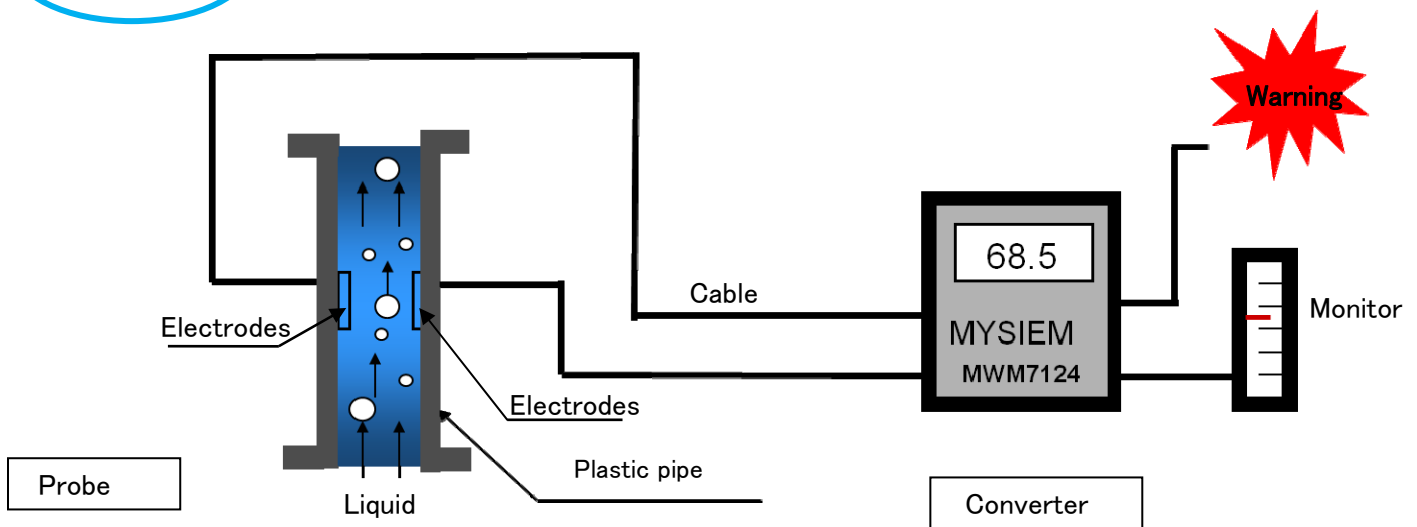 Warning
68.5
Cable
Monitor
Electrodes
MYSIEM
MWM7124
Electrodes
Plastic pipe
Probe
Liquid
Converter